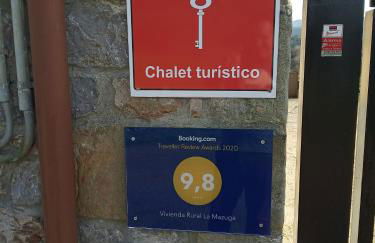 Chalet turístico
Booking.com
Traveller Review Awards 2020
9,8
Vivienda Rural La Mazuga